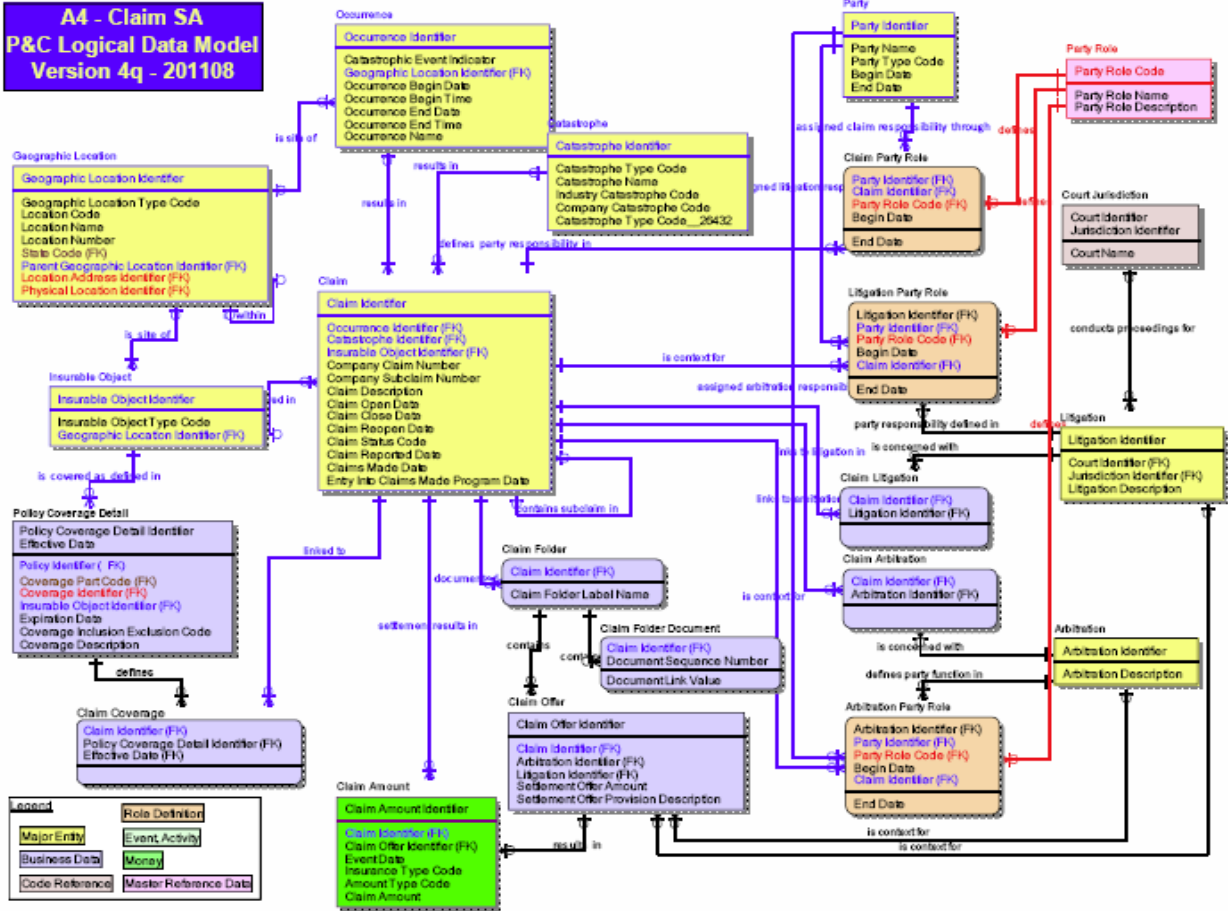 A4 - Claim SA
P&C Logical Data Model
Version 4q - 201108
Occurrence
Occurrence Identifier
Catastrophic Event Indicator
Geographic Location Identifier (FK)
Occurrence Begin Date
Occurrence Begin Time
Occurrence End Date
Occurrence End Time
Occurrence Name
Party
Party Identifier
Party Name
Party Type Code
Begin Date
End Date
Party Role
Party Role Code
Party Role Name
Party Role Description
is site of
results in
results in
Catastrophe
Catastrophe Identifier
Catastrophe Type Code
Catastrophe Name
Industry Catastrophe Code
Company Catastrophe Code
Catastrophe Type Code__26432
assigned claim responsibility through
defines
Geographic Location
Geographic Location Identifier
Geographic Location Type Code
Location Code
Location Name
Location Number
State Code (FK)
Parent Geographic Location Identifier (FK)
Location Address Identifier (FK)
Physical Location Identifier (FK)
within
is site of
Claim Party Role
Party Identifier (FK)
Claim Identifier (FK)
Party Role Code (FK)
Begin Date
End Date
gned litigation resp
defines
defines party responsibility in
Court Jurisdiction
Court Identifier
Jurisdiction Identifier
Court Name
conducts proceedings for
Claim
Claim Identifier
Occurrence Identifier (FK)
Catastrophe Identifier (FK)
Insurable Object Identifier (FK)
Company Claim Number
Company Subclaim Number
Claim Description
Claim Open Date
Claim Close Date
Claim Reopen Date
Claim Status Code
Claim Reported Date
Claims Made Date
Entry Into Claims Made Program Date
Litigation Party Role
Litigation Identifier (FK)
Party Identifier (FK)
Party Role Code (FK)
Begin Date
Claim Identifier (FK)
End Date
is context for
assigned arbitration responsib
party responsibility defined in
defines
is concerned with
Insurable Object
Insurable Object Identifier
Insurable Object Type Code
Geographic Location Identifier (FK)
ed in
is covered as defined in
Litigation
Litigation Identifier
Court Identifier (FK)
Jurisdiction Identifier (FK)
Litigation Description
nks to litigation in
links to arbitration
contains subclaim in
Claim Litigation
Claim Identifier (FK)
Litigation Identifier (FK)
Policy Coverage Detail
Policy Coverage Detail Identifier
Effective Date
Policy Identifier ( FK)
Coverage Part Code (FK)
Coverage Identifier (FK)
Insurable Object Identifier (FK)
Expiration Date
Coverage Inclusion Exclusion Code
Coverage Description
defines
linked to
Claim Folder
Claim Identifier (FK)
Claim Folder Label Name
contains
Claim Folder Document
Claim Identifier (FK)
Document Sequence Number
Document Link Value
settlement results in
is context for
Claim Arbitration
Claim Identifier (FK)
Arbitration Identifier (FK)
is concerned with
defines party function in
Arbitration
Arbitration Identifier
Arbitration Description
Claim Coverage
Claim Identifier (FK)
Policy Coverage Detail Identifier (FK)
Effective Date (FK)
Claim Offer
Claim Offer Identifier
Claim Identifier (FK)
Arbitration Identifier (FK)
Litigation Identifier (FK)
Settlement Offer Amount
Settlement Offer Provision Description
Arbitration Party Role
Arbitration Identifier (FK)
Party Identifier (FK)
Party Role Code (FK)
Begin Date
Claim Identifier (FK)
End Date
is context for
is context for
Claim Amount
Claim Amount Identifier
Claim Identifier (FK)
Claim Offer Identifier (FK)
Event Date
Insurance Type Code
Amount Type Code
Claim Amount
Legend
Role Definition
Major Entity
Event, Activity
Business Data
Money
Code Reference
Master Reference Data